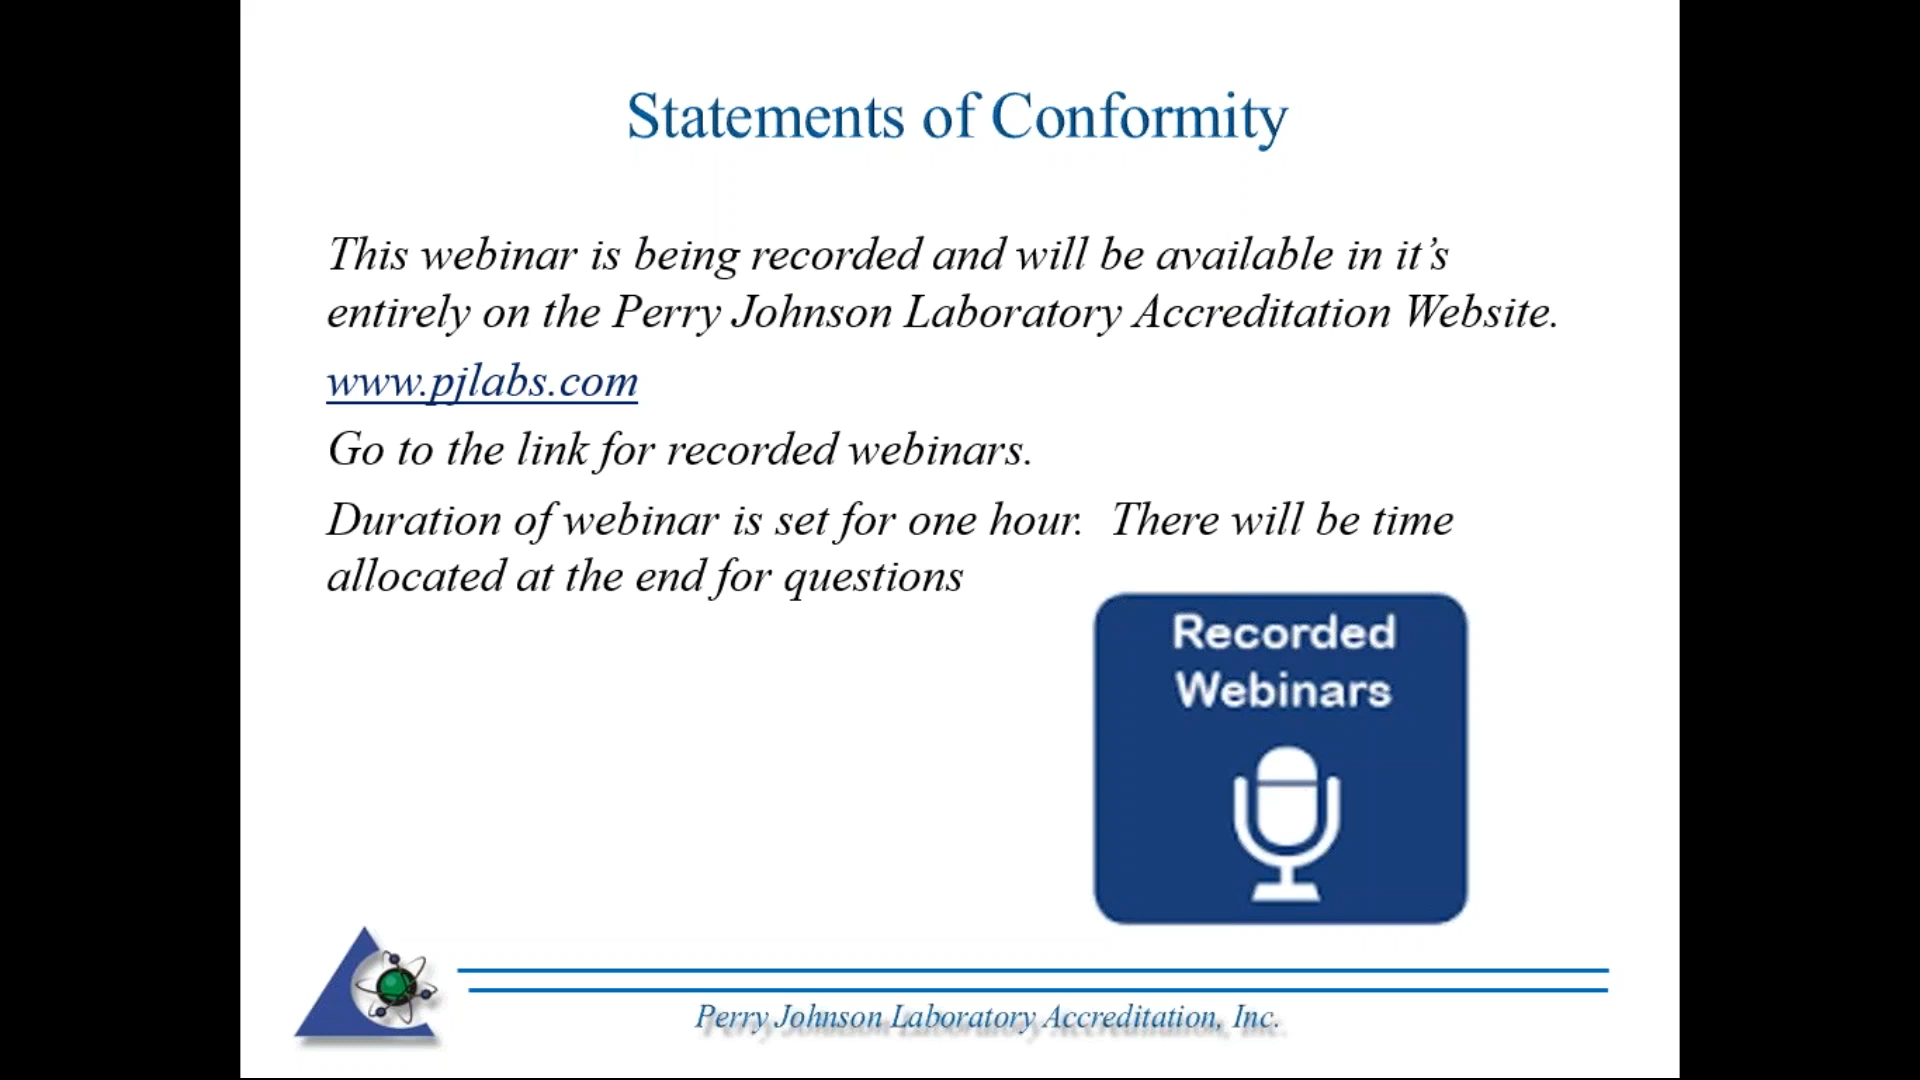 Statements of Conformity
This webinar is being recorded and will be available in it’s
entirely on the Perry Johnson Laboratory Accreditation Website.
www.pjlabs.com
Go to the link for recorded webinars.
Duration of webinar is set for one hour.  There will be time
allocated at the end for questions
Recorded
Webinars
Perry Johnson Laboratory Accreditation, Inc.